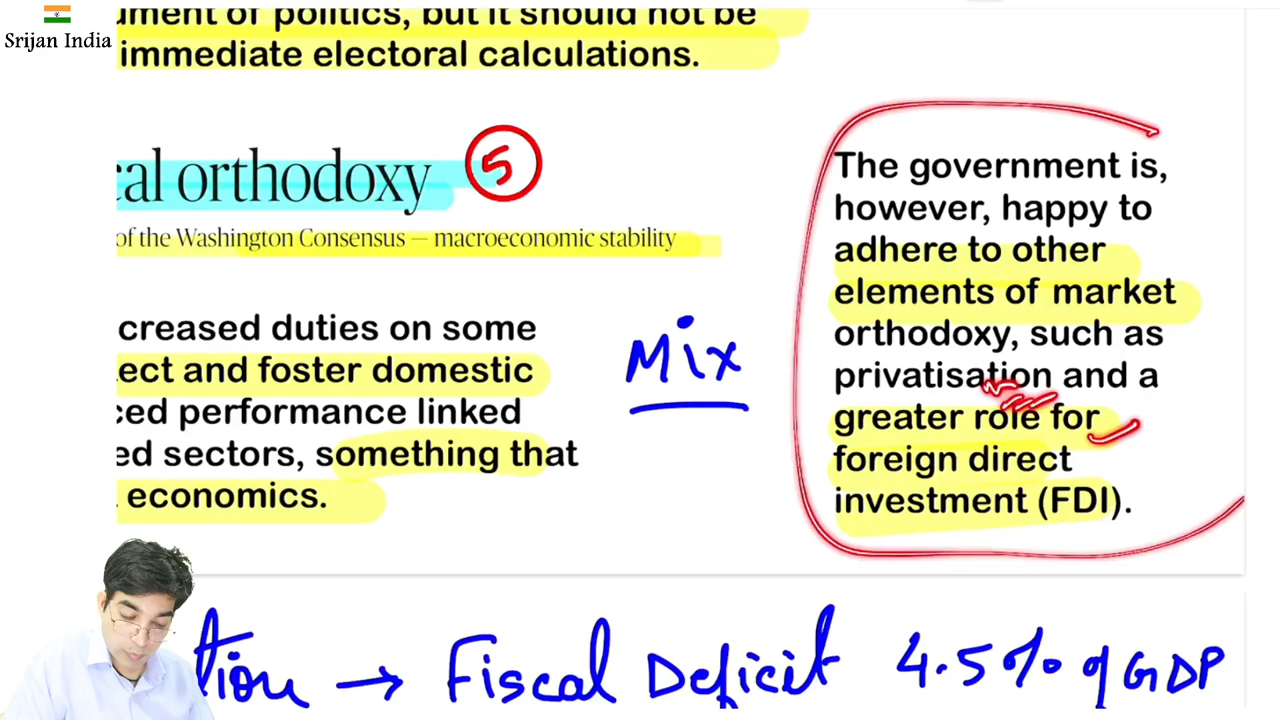 Srijan India
ument of politics, but it should not be
immediate electoral calculations.
cal orthodoxy
5
of the Washington Consensus — macroeconomic stability
creased duties on some
ect and foster domestic
ced performance linked
ed sectors, something that
economics.
Mix
The government is,
however, happy to
adhere to other
elements of market
orthodoxy, such as
privatisation and a
greater role for
foreign direct
investment (FDI).
tion → Fiscal Deficit 4.5% of GDP